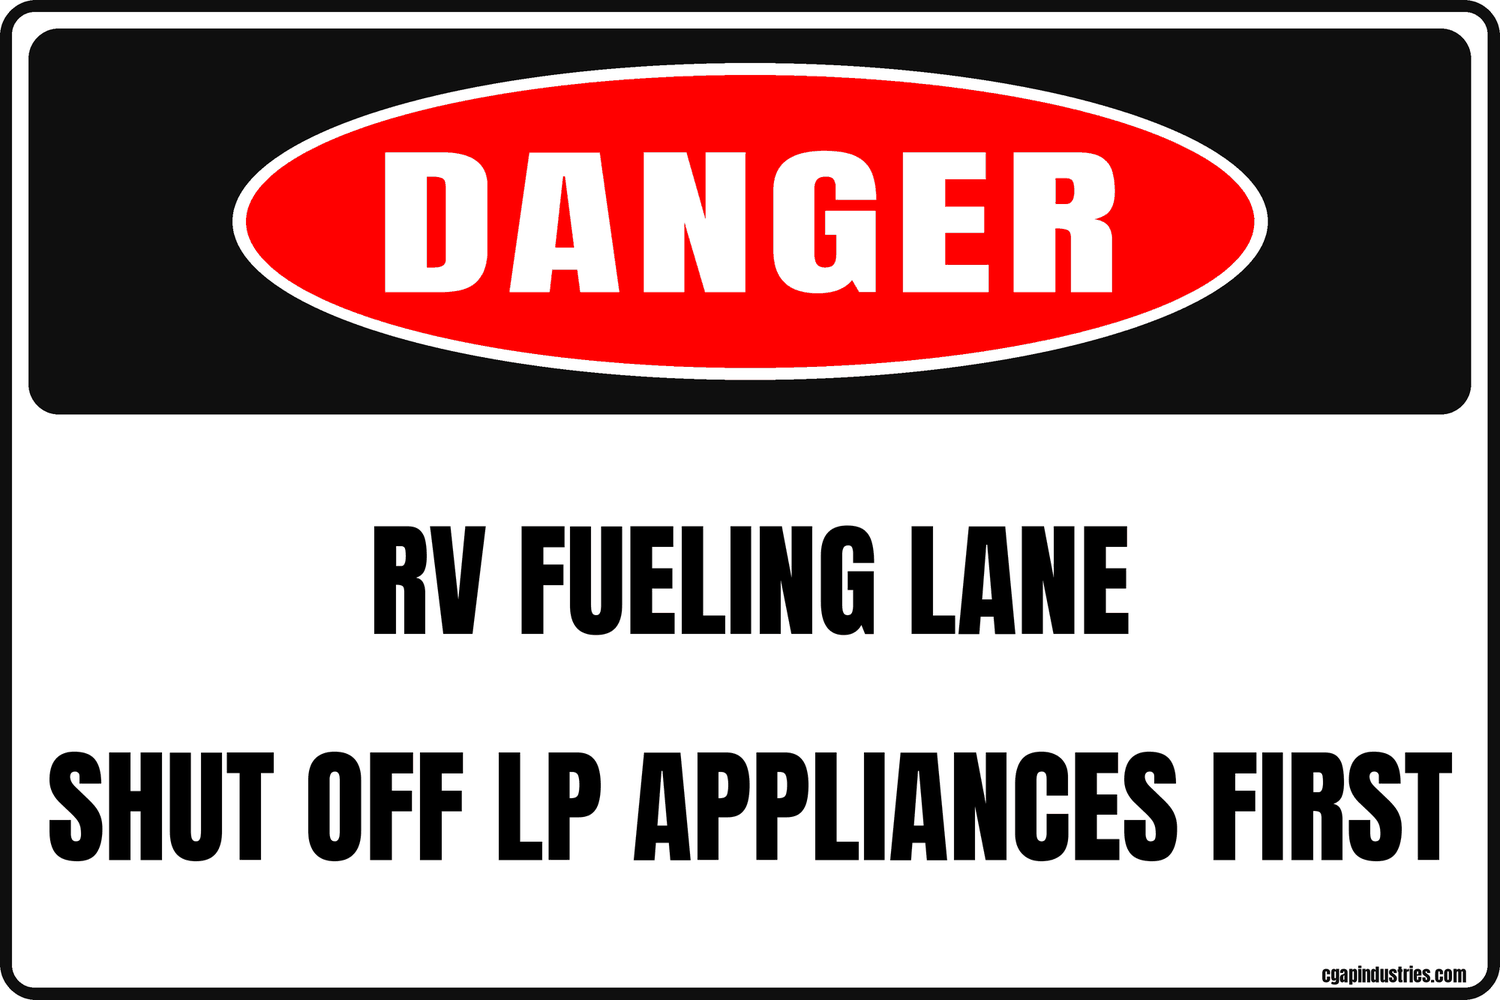 DANGER
RV FUELING LANE
SHUT OFF LP APPLIANCES FIRST
cgapindustries.com